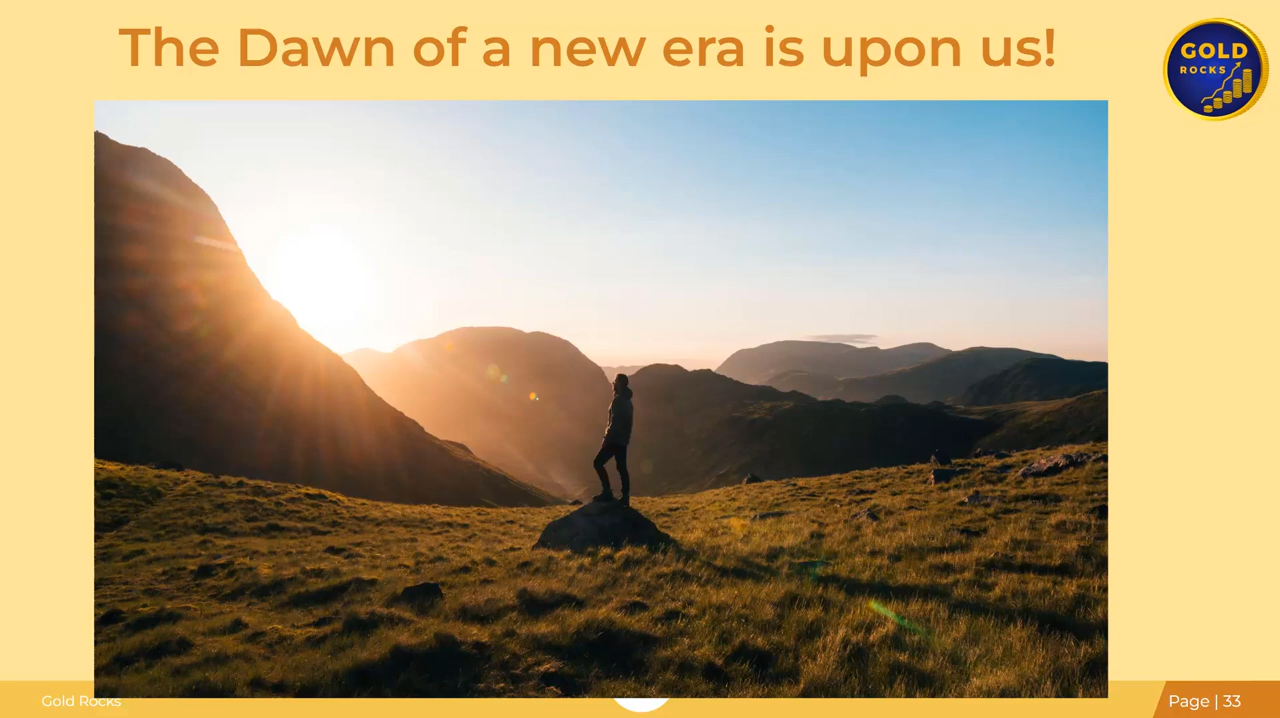 The Dawn of a new era is upon us!
GOLD
ROCKS
Gold Rocks
Page | 33